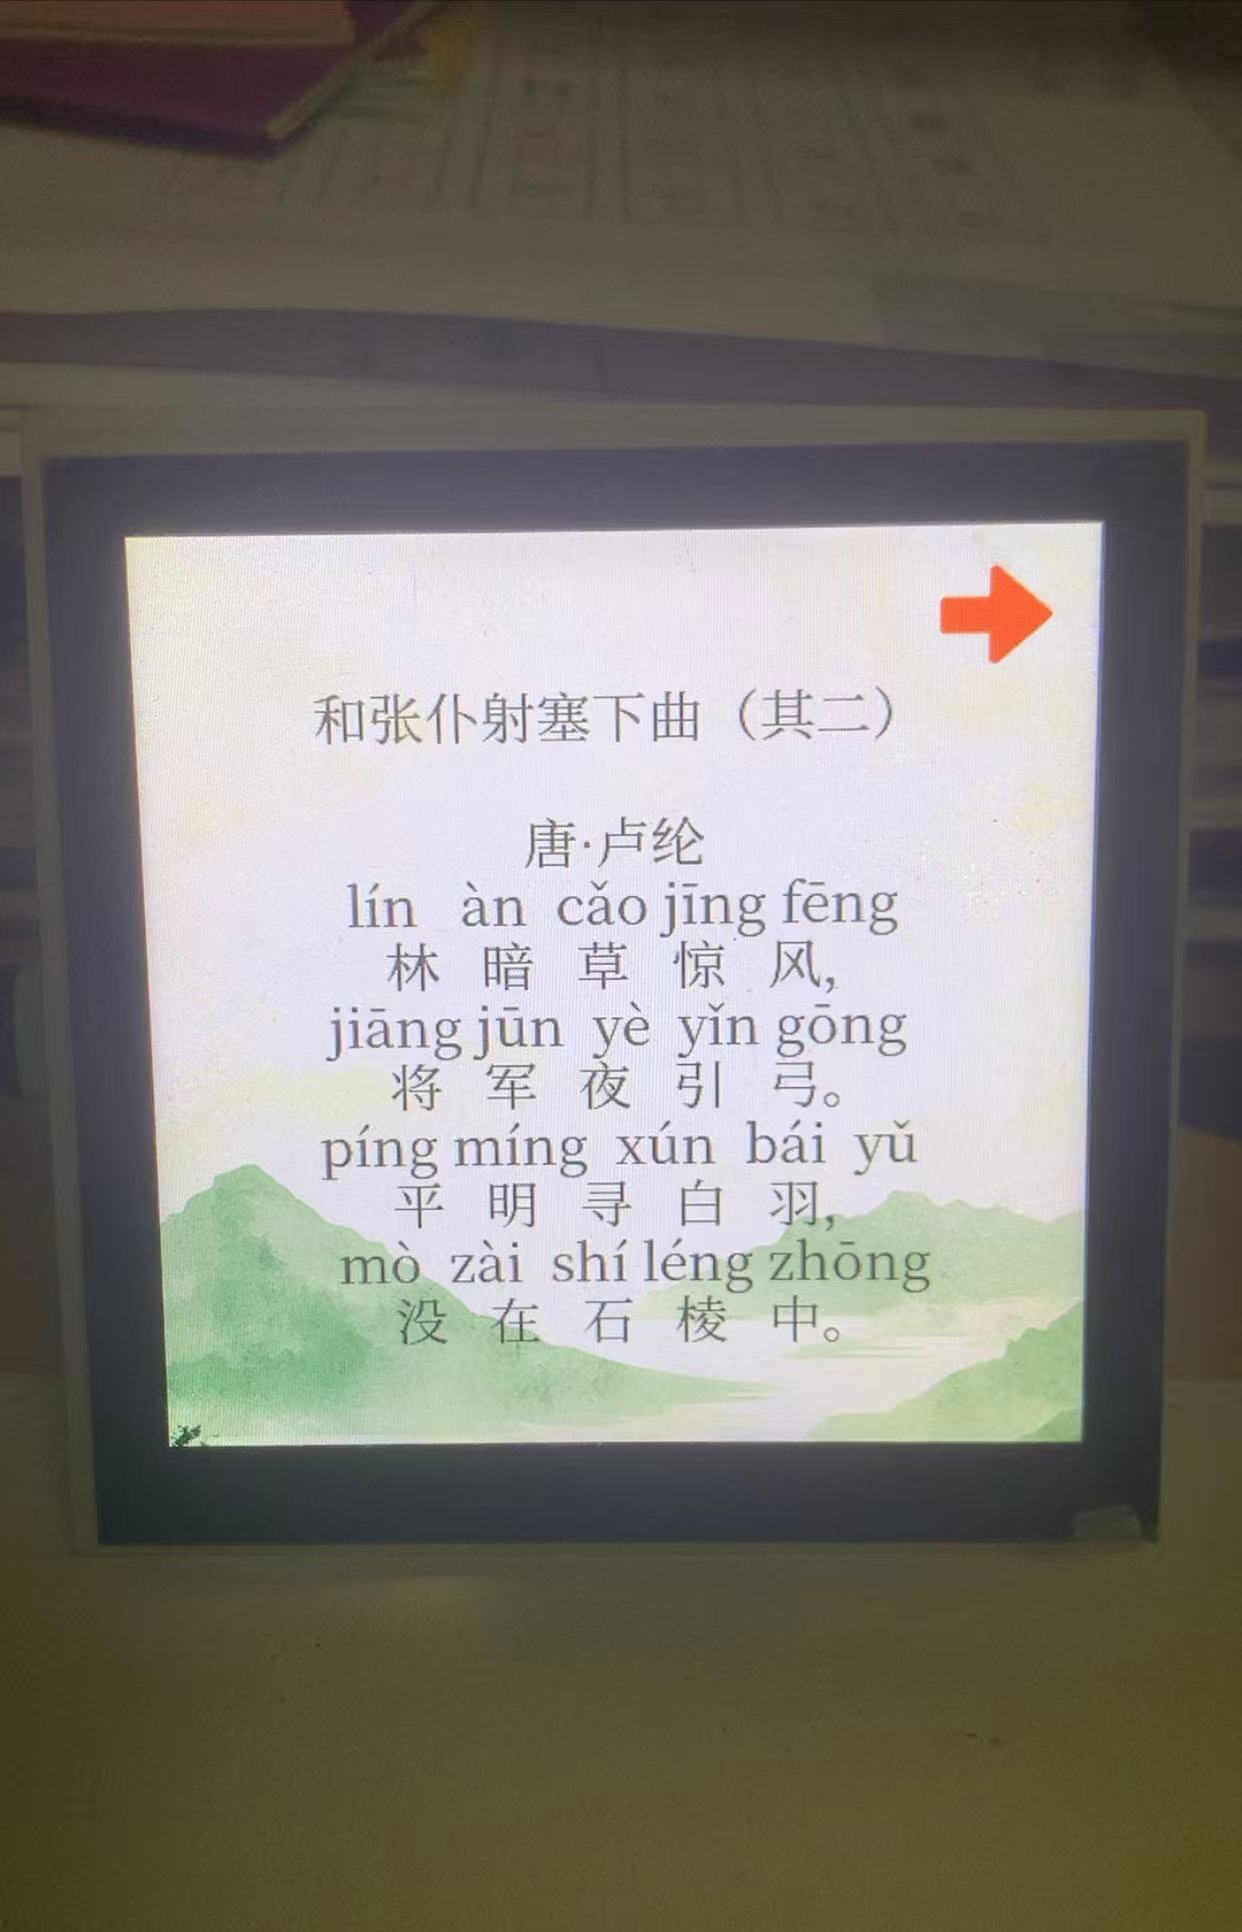 和张仆射塞下曲（其二）
唐·卢纶
lín àn cǎo jīng fēng
林 暗 草 惊 风，
jiāng jūn yè yǐn gōng
将 军 夜 引 弓。
píng míng xún bái yǔ
平 明 寻 白 羽，
mò zài shí léng zhōng
没 在 石 棱 中。